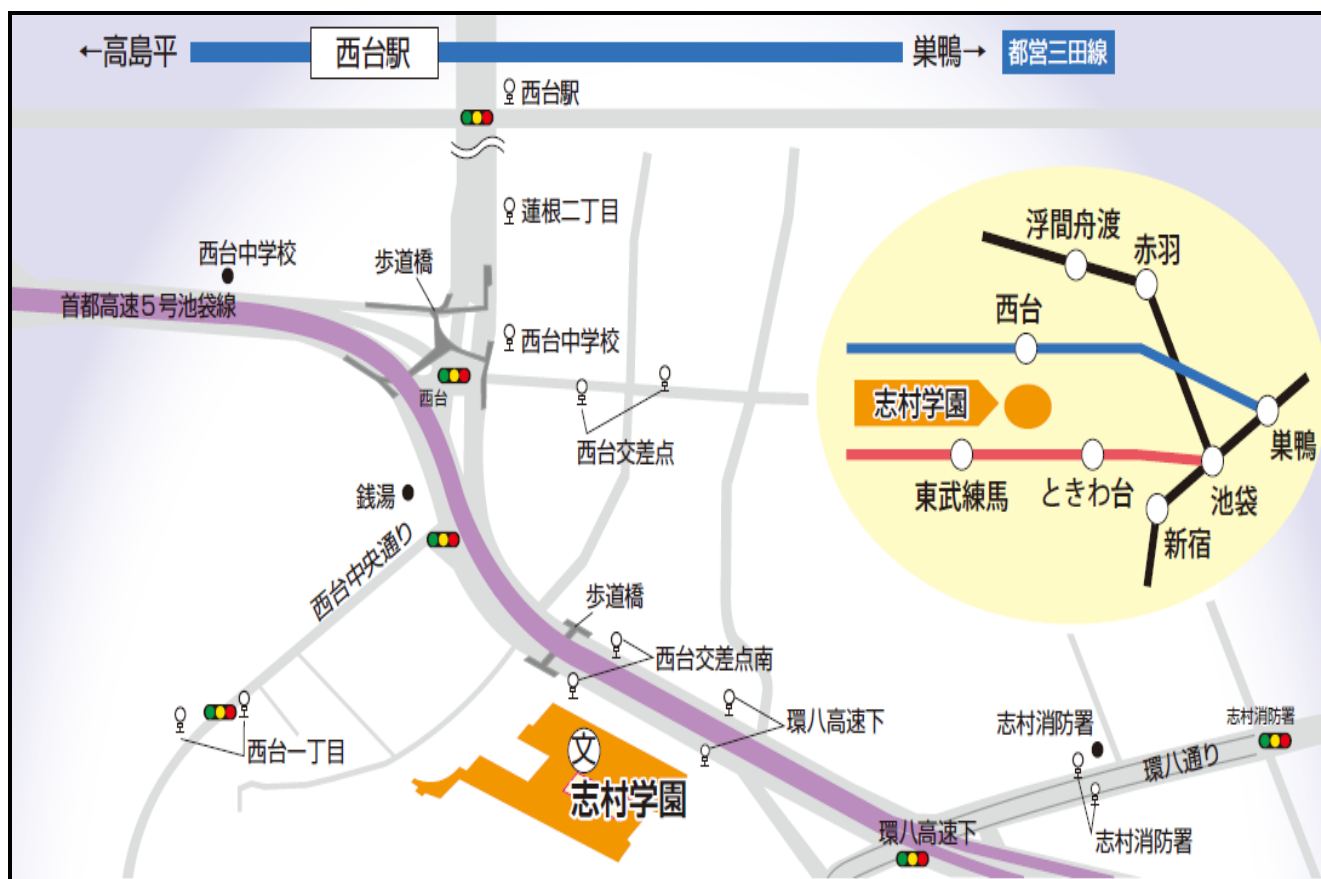 ←高島平
西台駅
巣鴨→
都営三田線
西台駅
蓮根二丁目
西台中学校
歩道橋
首都高速5号池袋線
西台中学校
西台
西台交差点
銭湯
西台中央通り
歩道橋
西台交差点南
西台一丁目
環八高速下
志村消防署
志村消防署
環八通り
文
志村学園
環八高速下
志村消防署
浮間舟渡
赤羽
西台
志村学園
巣鴨
東武練馬
ときわ台
池袋
新宿